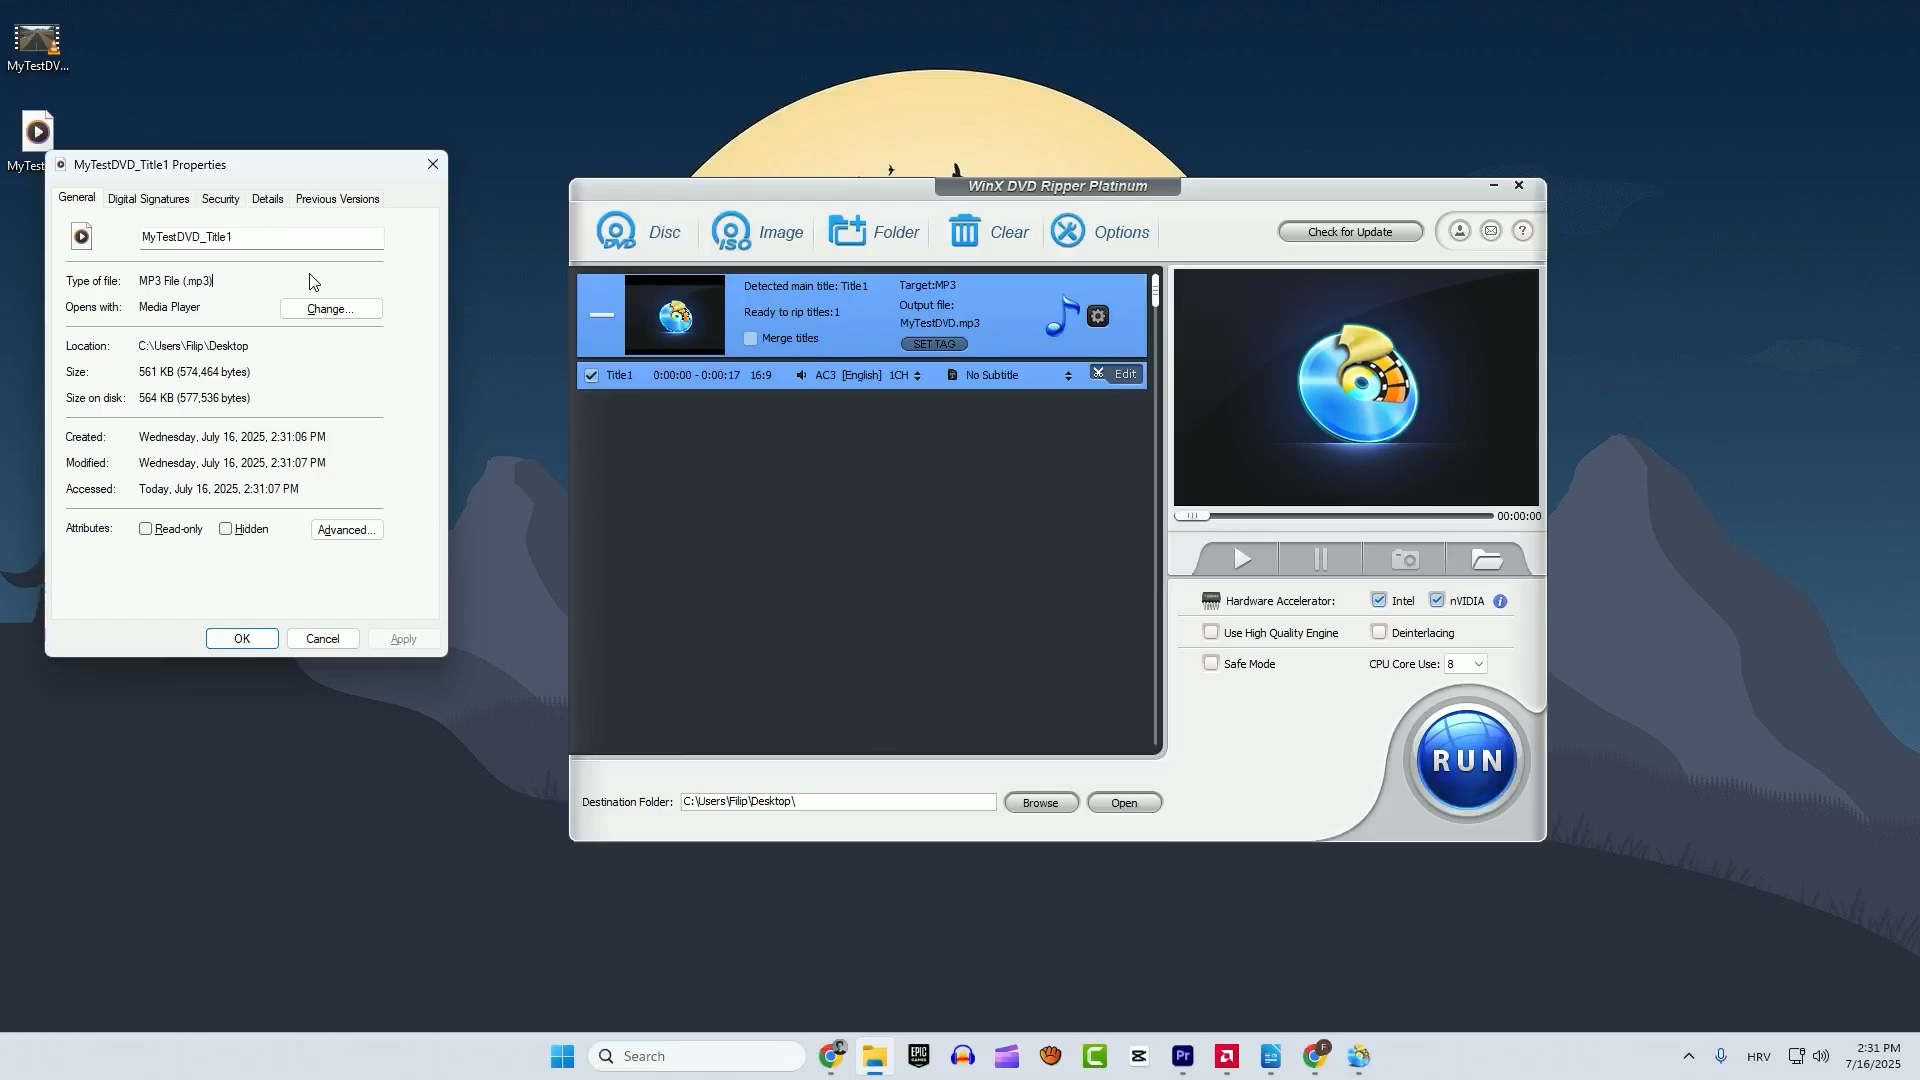 MyTestDV...
MyTest
MyTestDVD_Title1 Properties
General
Digital Signatures
Security
Details
Previous Versions
MyTestDVD_Title1
Type of file:
MP3 File (.mp3)
Opens with:
Media Player
Change...
Location:
C:\Users\Filip\Desktop
Size:
561 KB (574,464 bytes)
Size on disk:
564 KB (577,536 bytes)
Created:
Wednesday, July 16, 2025, 2:31:06 PM
Modified:
Wednesday, July 16, 2025, 2:31:07 PM
Accessed:
Today, July 16, 2025, 2:31:07 PM
Attributes:
Read-only
Hidden
Advanced...
OK
Cancel
Apply
WinX DVD Ripper Platinum
DVD
Disc
ISO
Image
Folder
Clear
Options
Check for Update
?
Detected main title: Title1
Ready to rip titles:1
Merge titles
Target:MP3
Output file:
MyTestDVD.mp3
SET TAG
Title1
0:00:00 - 0:00:17
16:9
AC3 [English] 1CH
No Subtitle
Edit
00:00:00
Hardware Accelerator:
Intel
nVIDIA
i
Use High Quality Engine
Deinterlacing
Safe Mode
CPU Core Use:
8
RUN
Destination Folder:
C:\Users\Filip\Desktop\
Browse
Open
Search
EPIC
GAMES
Pr
F
HRV
2:31 PM
7/16/2025